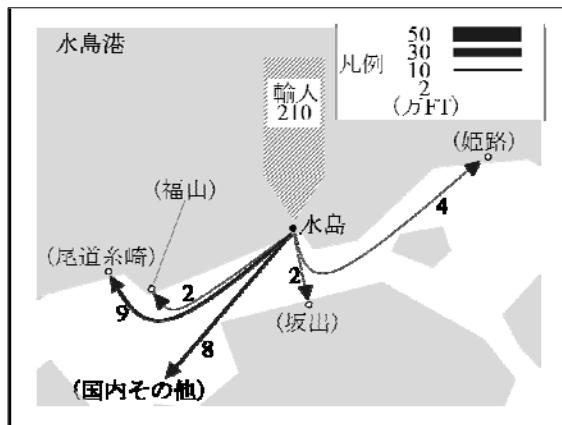 水島港
凡例
50
30
10
2
(万FT)
輸入
210
(姫路)
(福山)
水島
4
(尾道糸崎)
2
2
9
(坂出)
8
(国内その他)